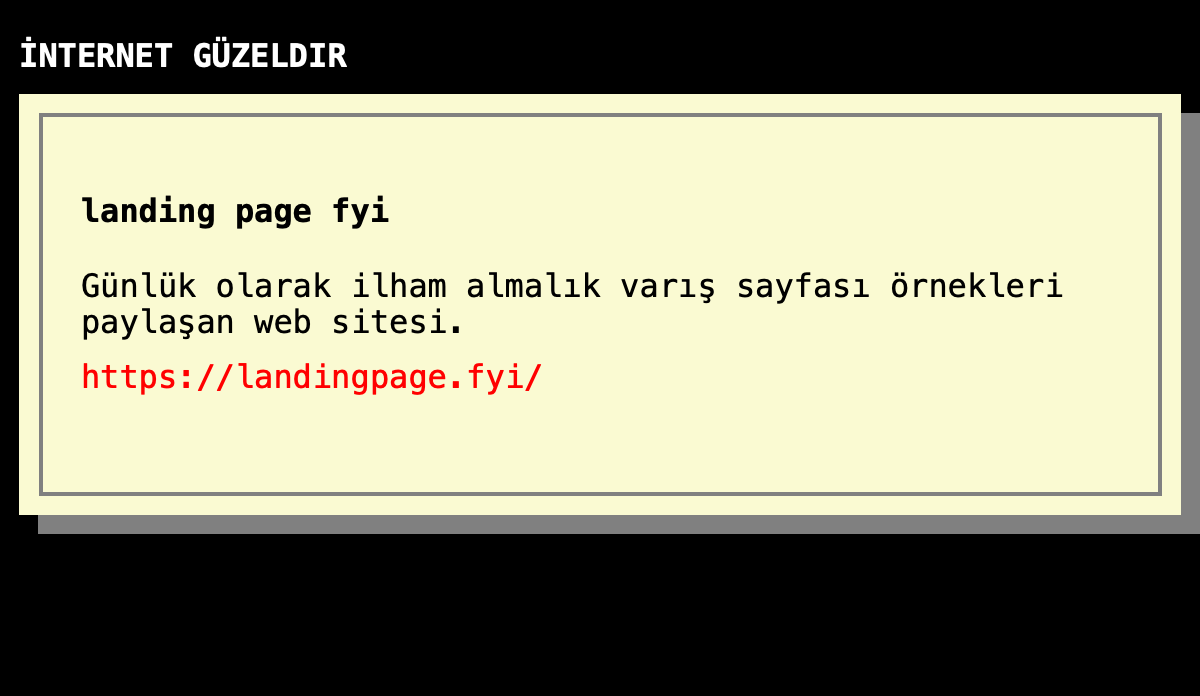 İNTERNET GÜZELDIR
landing page fyi
Günlük olarak ilham almalık varış sayfası örnekleri
paylaşan web sitesi.
https://landingpage.fyi/